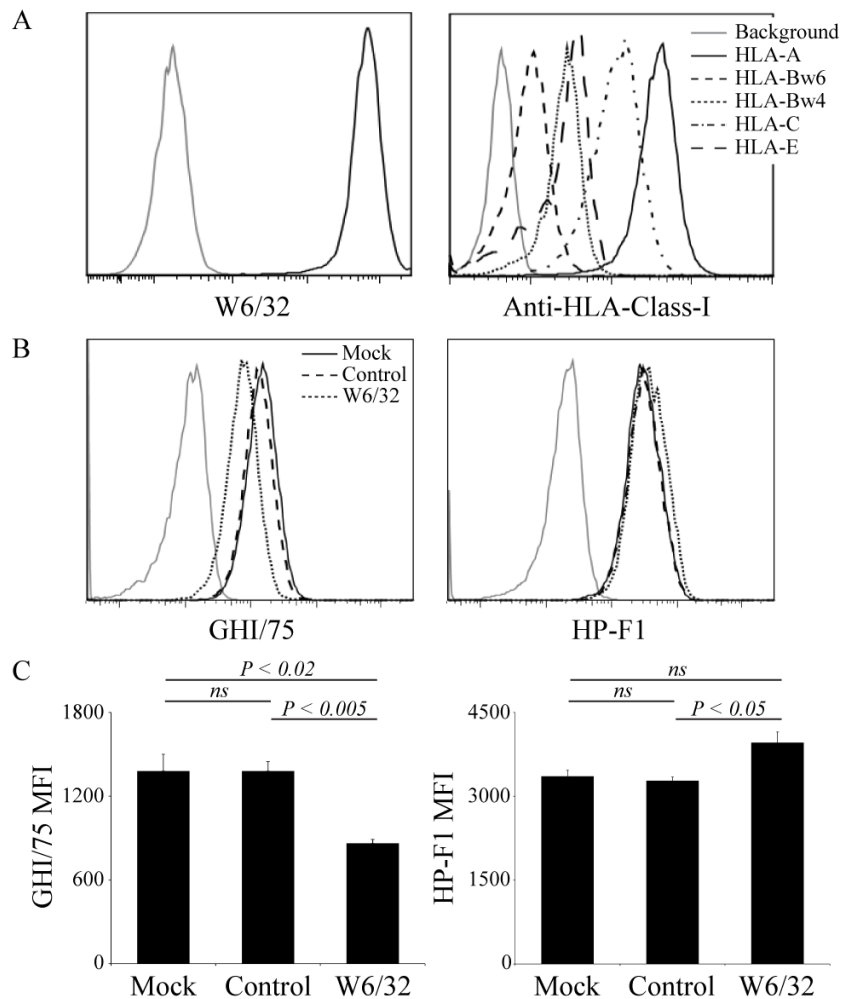 A
Background
HLA-A
HLA-Bw6
HLA-Bw4
HLA-C
HLA-E
W6/32
Anti-HLA-Class-I
B
Mock
Control
W6/32
GHI/75
HP-F1
C
P < 0.02
ns
P < 0.005
1800
1200
600
0
GHI/75 MFI
Mock
Control
W6/32
ns
ns
P < 0.05
4500
3000
1500
0
HP-F1 MFI
Mock
Control
W6/32